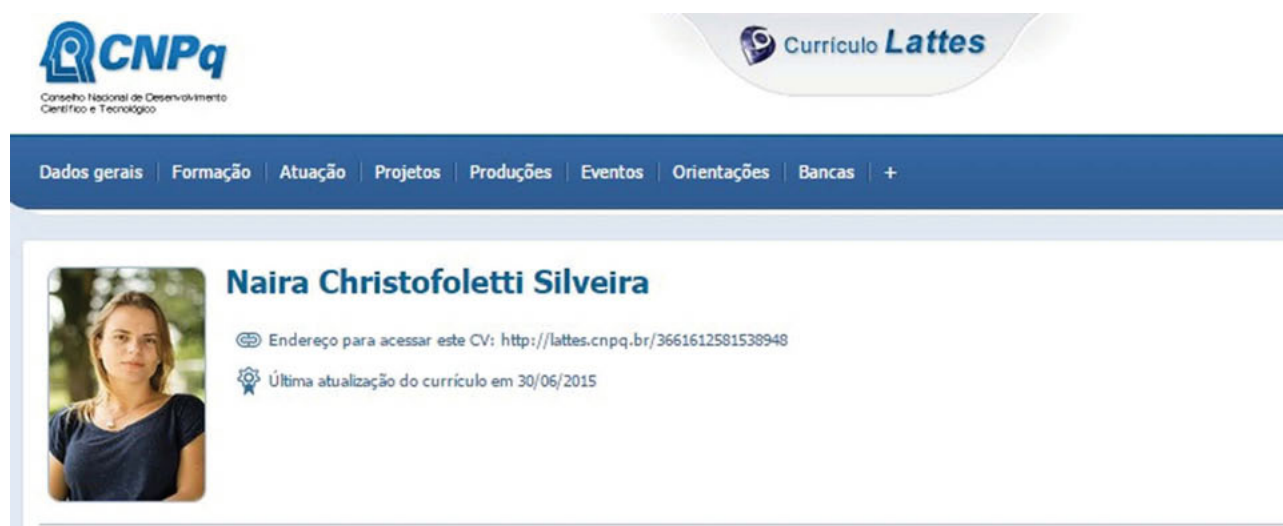 CNPq
Conselho Nacional de Desenvolvimento
Científico e Tecnológico
Currículo Lattes
Dados gerais Formação Atuação Projetos Produções Eventos Orientações Bancas +
Naira Christofoletti Silveira
Endereço para acessar este CV: http://lattes.cnpq.br/3661612581538948
Última atualização do currículo em 30/06/2015